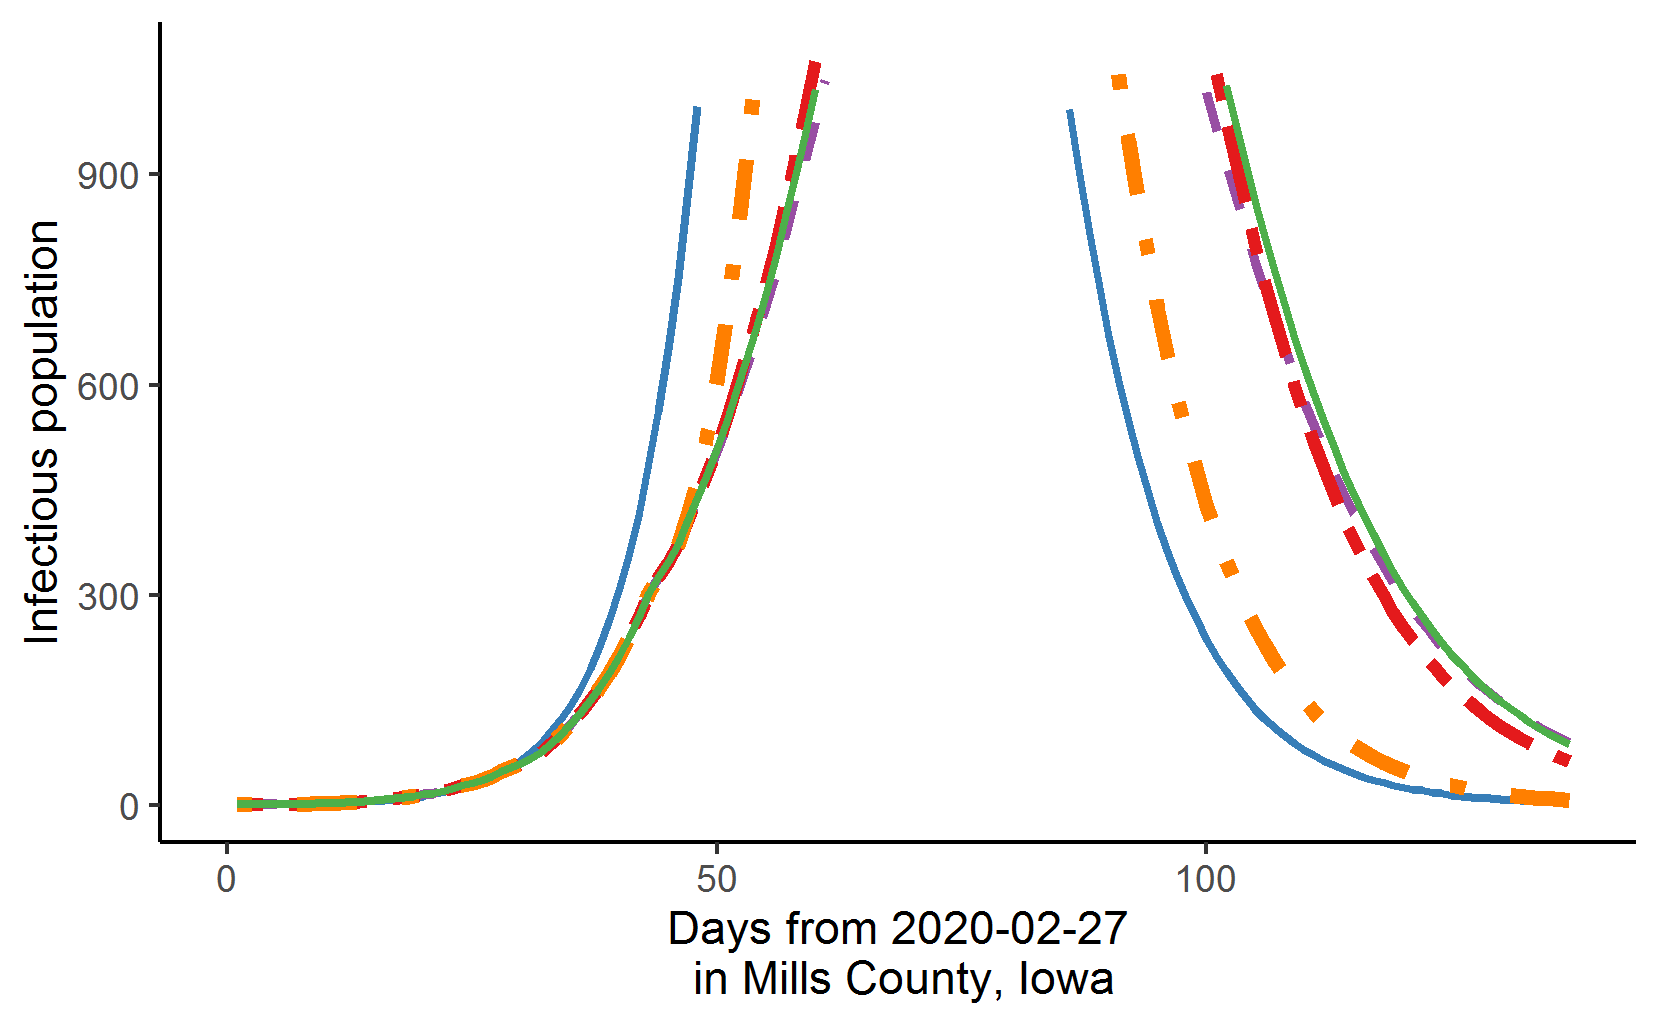 Infectious population
900
600
300
0
0 50 100
Days from 2020-02-27
in Mills County, Iowa